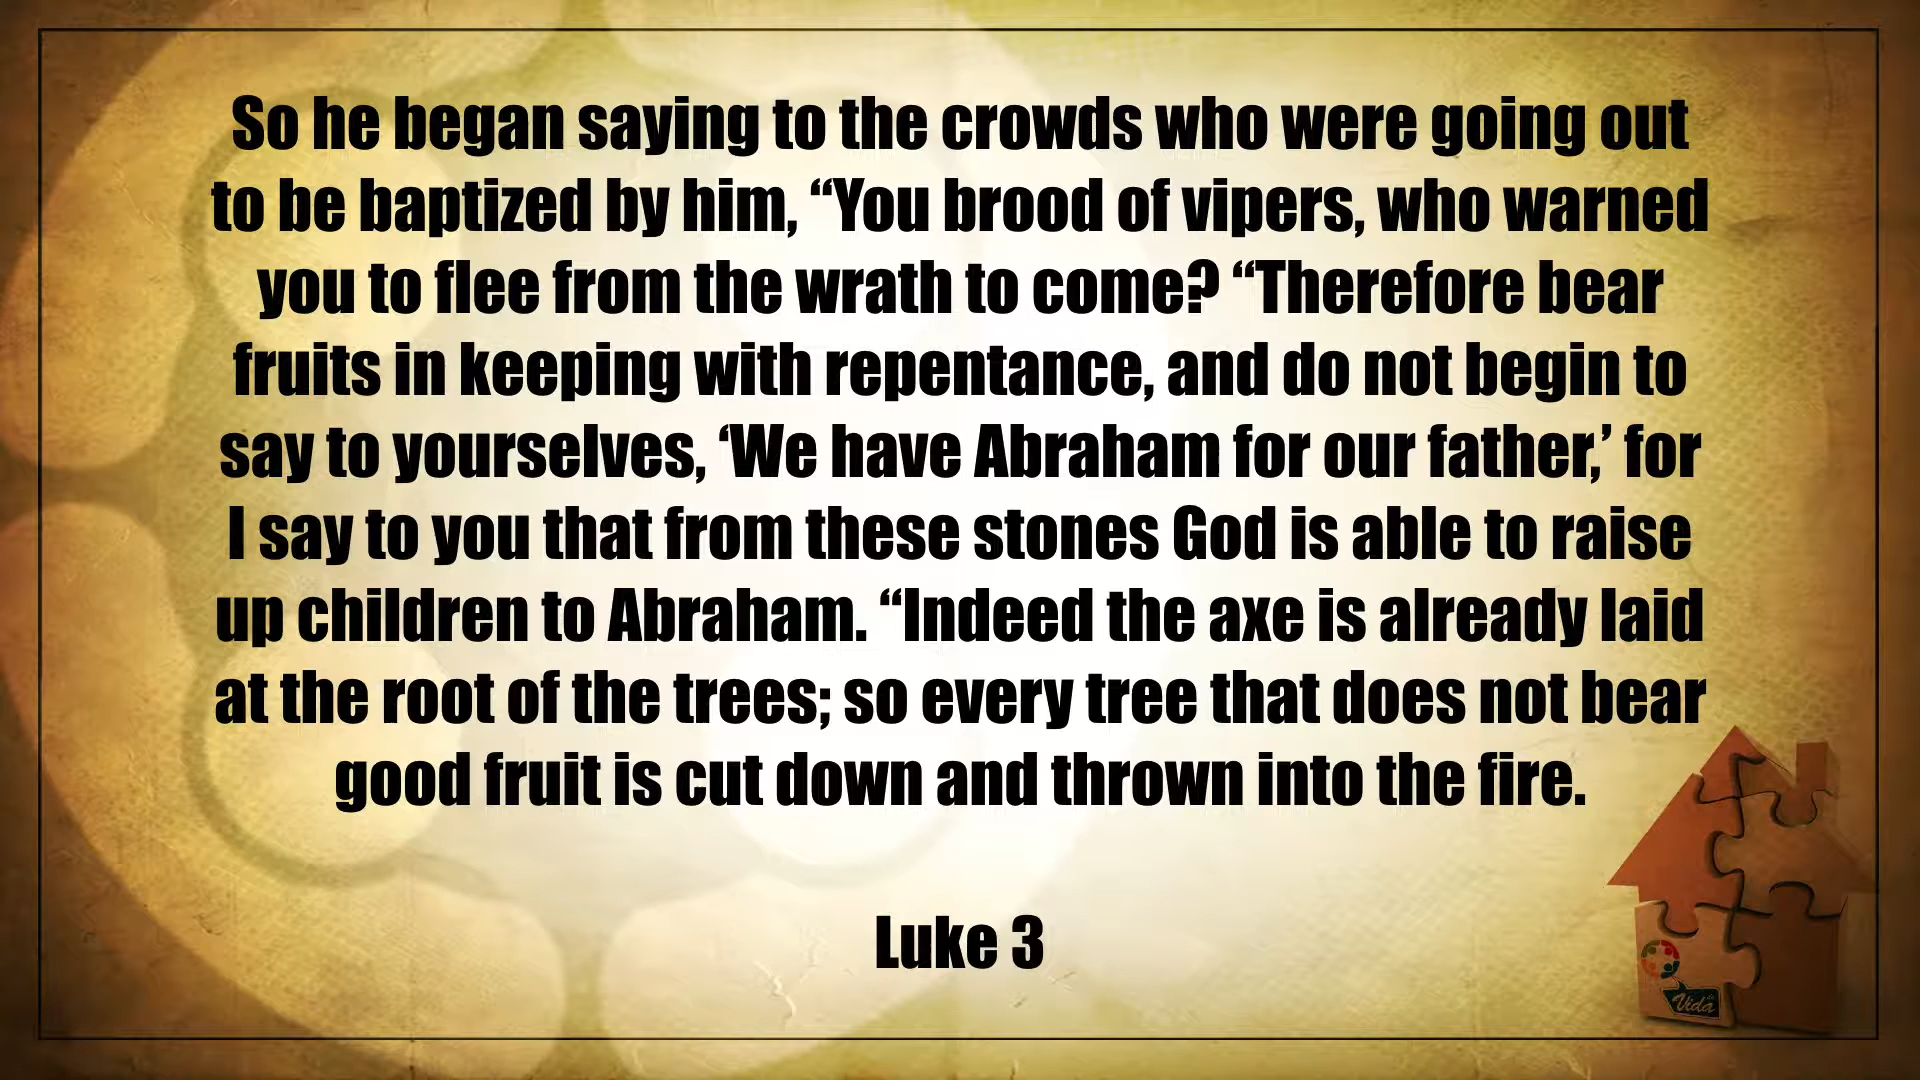 So he began saying to the crowds who were going out
to be baptized by him, “You brood of vipers, who warned
you to flee from the wrath to come? “Therefore bear
fruits in keeping with repentance, and do not begin to
say to yourselves, ‘We have Abraham for our father,’ for
I say to you that from these stones God is able to raise
up children to Abraham. “Indeed the axe is already laid
at the root of the trees; so every tree that does not bear
good fruit is cut down and thrown into the fire.
Luke 3
Vida